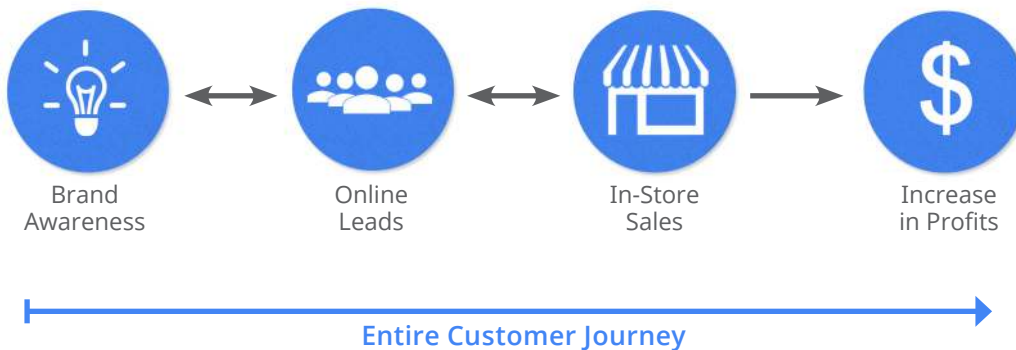 Brand
Awareness
Online
Leads
In-Store
Sales
$
Increase
in Profits
Entire Customer Journey